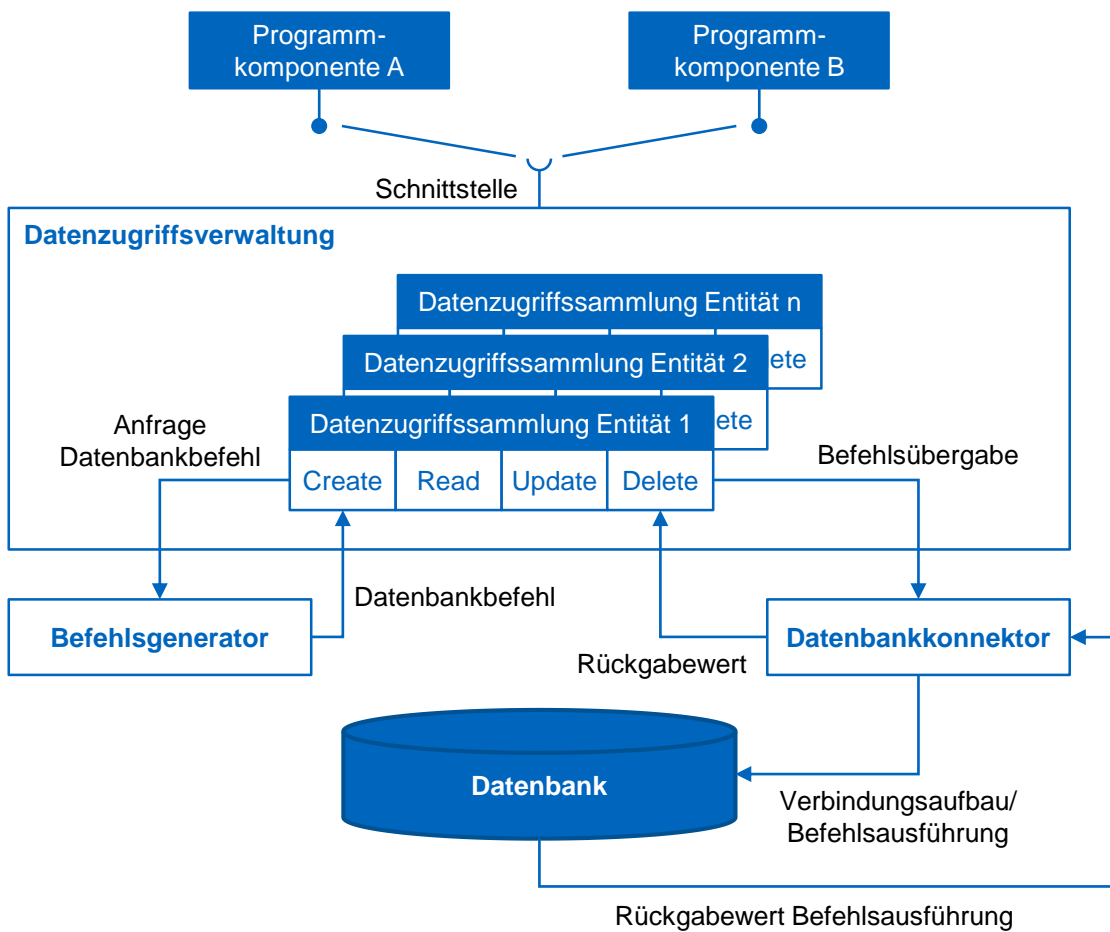 Programm-
komponente A
Programm-
komponente B
Schnittstelle
Datenzugriffsverwaltung
Datenzugriffssammlung Entität n
ete
Datenzugriffssammlung Entität 2
ete
Datenzugriffssammlung Entität 1
Create Read Update Delete
Anfrage
Datenbankbefehl
Befehlsübergabe
Datenbankbefehl
Befehlsgenerator
Datenbankkonnektor
Rückgabewert
Datenbank
Verbindungsaufbau/
Befehlsausführung
Rückgabewert Befehlsausführung